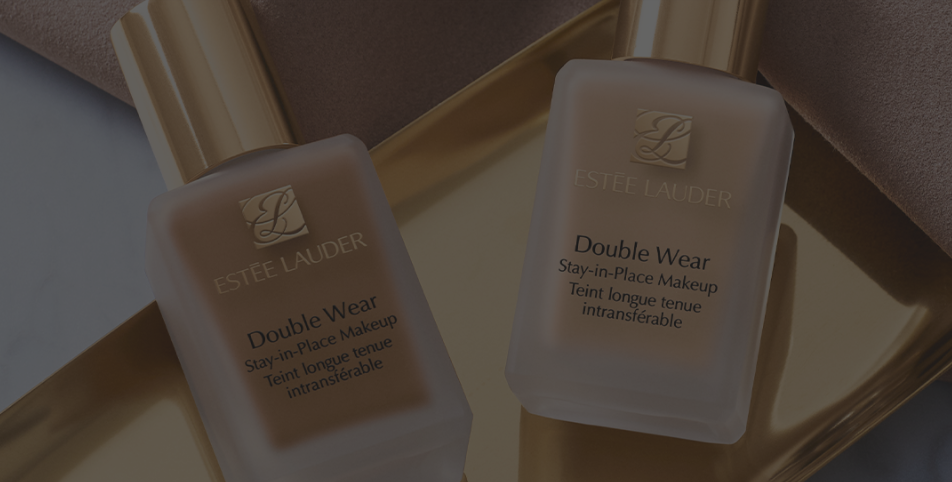 ESTĒE LAUDER
Double Wear
Stay-in-Place Makeup
Teint longue tenue
intransférable
ESTĒE LAUDER
Double Wear
Stay-in-Place Makeup
Teint longue tenue
intransférable